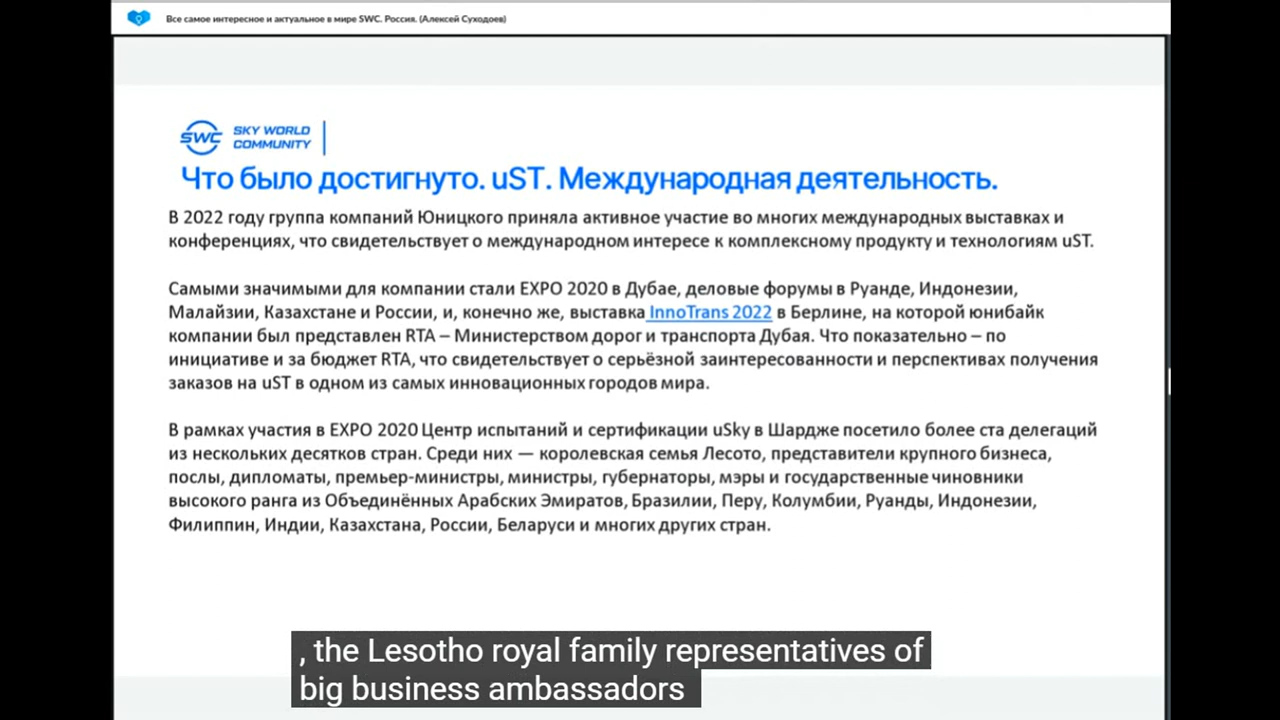 Все самое интересное и актуальное в мире SWC. Россия. (Алексей Суходоев)
SWC SKY WORLD
COMMUNITY
Что было достигнуто. uST. Международная деятельность.
В 2022 году группа компаний Юницкого приняла активное участие во многих международных выставках и
конференциях, что свидетельствует о международном интересе к комплексному продукту и технологиям uST.
Самыми значимыми для компании стали EXPO 2020 в Дубае, деловые форумы в Руанде, Индонезии,
Малайзии, Казахстане и России, и, конечно же, выставка InnoTrans 2022 в Берлине, на которой юнибайк
компании был представлен RTA – Министерством дорог и транспорта Дубая. Что показательно – по
инициативе и за бюджет RTA, что свидетельствует о серьёзной заинтересованности и перспективах получения
заказов на uST в одном из самых инновационных городов мира.
В рамках участия в EXPO 2020 Центр испытаний и сертификации uSky в Шардже посетило более ста делегаций
из нескольких десятков стран. Среди них — королевская семья Лесото, представители крупного бизнеса,
послы, дипломаты, премьер-министры, министры, губернаторы, мэры и государственные чиновники
высокого ранга из Объединённых Арабских Эмиратов, Бразилии, Перу, Колумбии, Руанды, Индонезии,
Филиппин, Индии, Казахстана, России, Беларуси и многих других стран.
, the Lesotho royal family representatives of
big business ambassadors